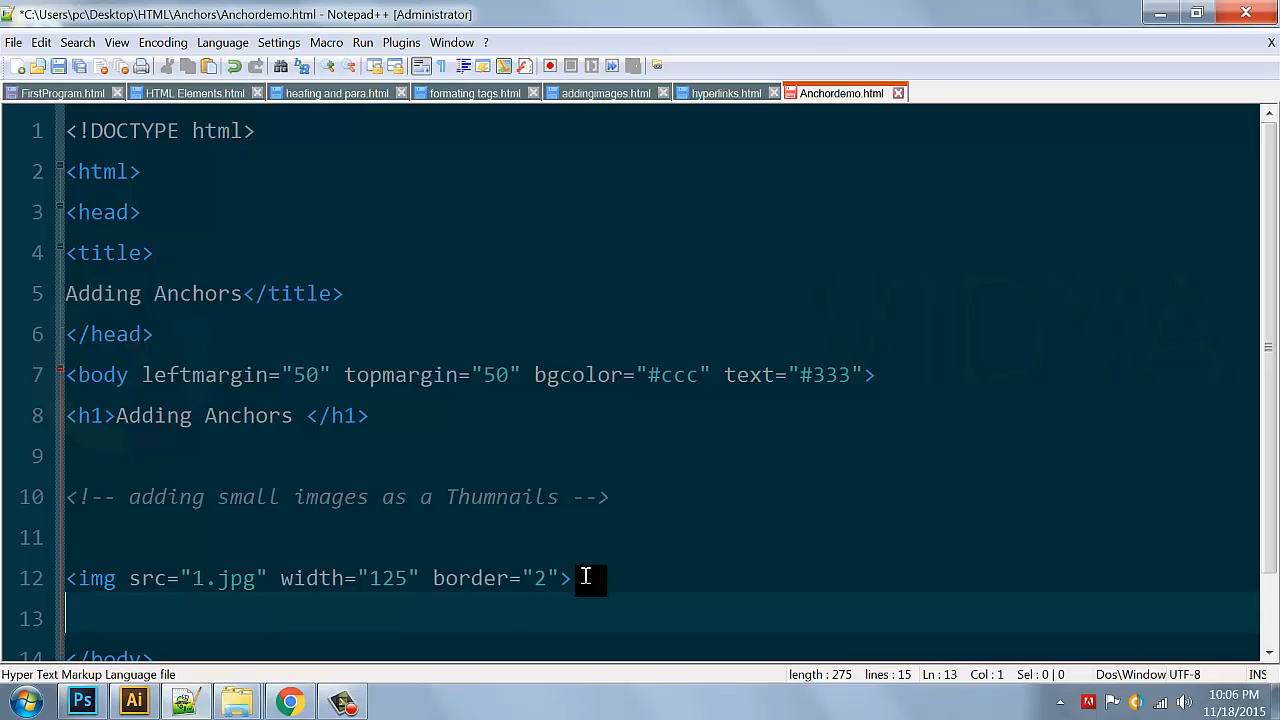 *C:\Users\pc\Desktop\HTML\Anchors\Anchordemo.html - Notepad++ [Administrator]
File Edit Search View Encoding Language Settings Macro Run Plugins Window ? X
FirstProgram.html HTML Elements.html heafing and para.html formating tags.html addingimages.html hyperlinks.html Anchordemo.html
1 <!DOCTYPE html>
2 <html>
3 <head>
4 <title>
5 Adding Anchors</title>
6 </head>
7 <body leftmargin="50" topmargin="50" bgcolor="#ccc" text="#333">
8 <h1>Adding Anchors </h1>
9
10 <!-- adding small images as a Thumnails -->
11
12 <img src="1.jpg" width="125" border="2">
13
14 </body>
Hyper Text Markup Language file length : 275 lines : 15 Ln : 13 Col : 1 Sel : 0 | 0 Dos\Window UTF-8 INS
Ps Ai 10:06 PM
11/18/2015